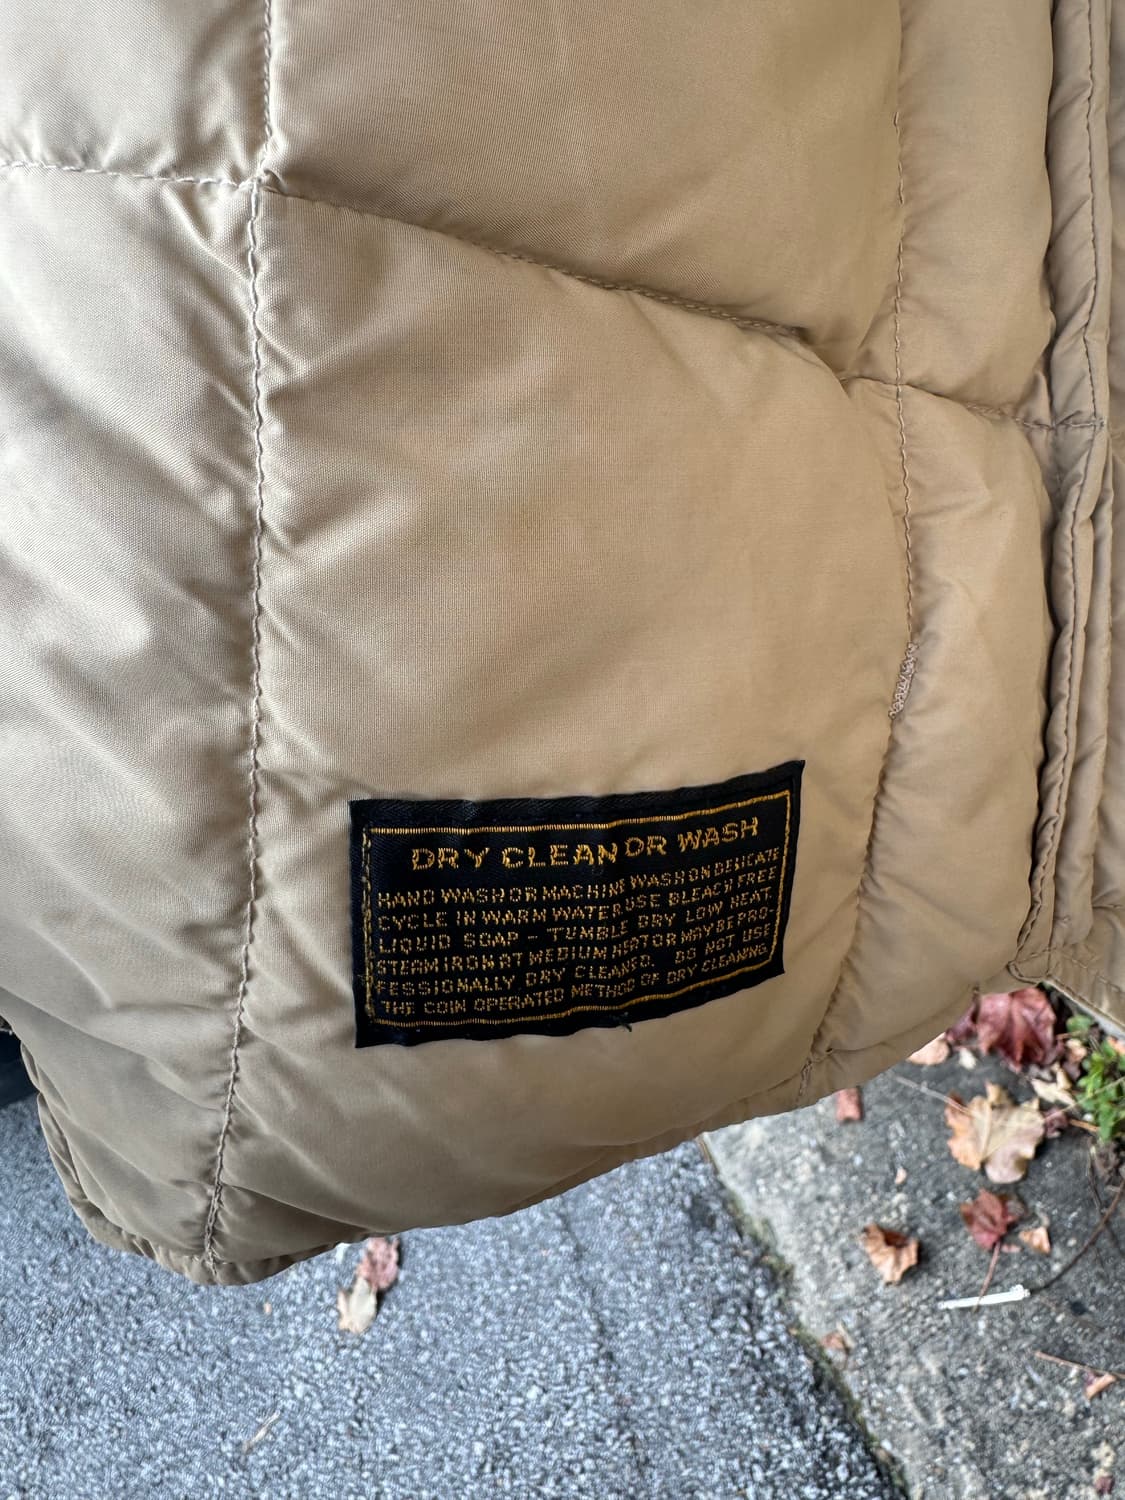 DRY CLEAN OR WASH
HAND WASH OR MACHINE WASH ON DELICATE
CYCLE IN WARM WATER, USE BLEACH FREE
LIQUID SOAP - TUMBLE DRY LOW HEAT.
STEAM IRON AT MEDIUM HEAT OR MAY BE PRO-
FESSIONALLY DRY CLEANED. DO NOT USE
THE COIN OPERATED METHOD OF DRY CLEANING.